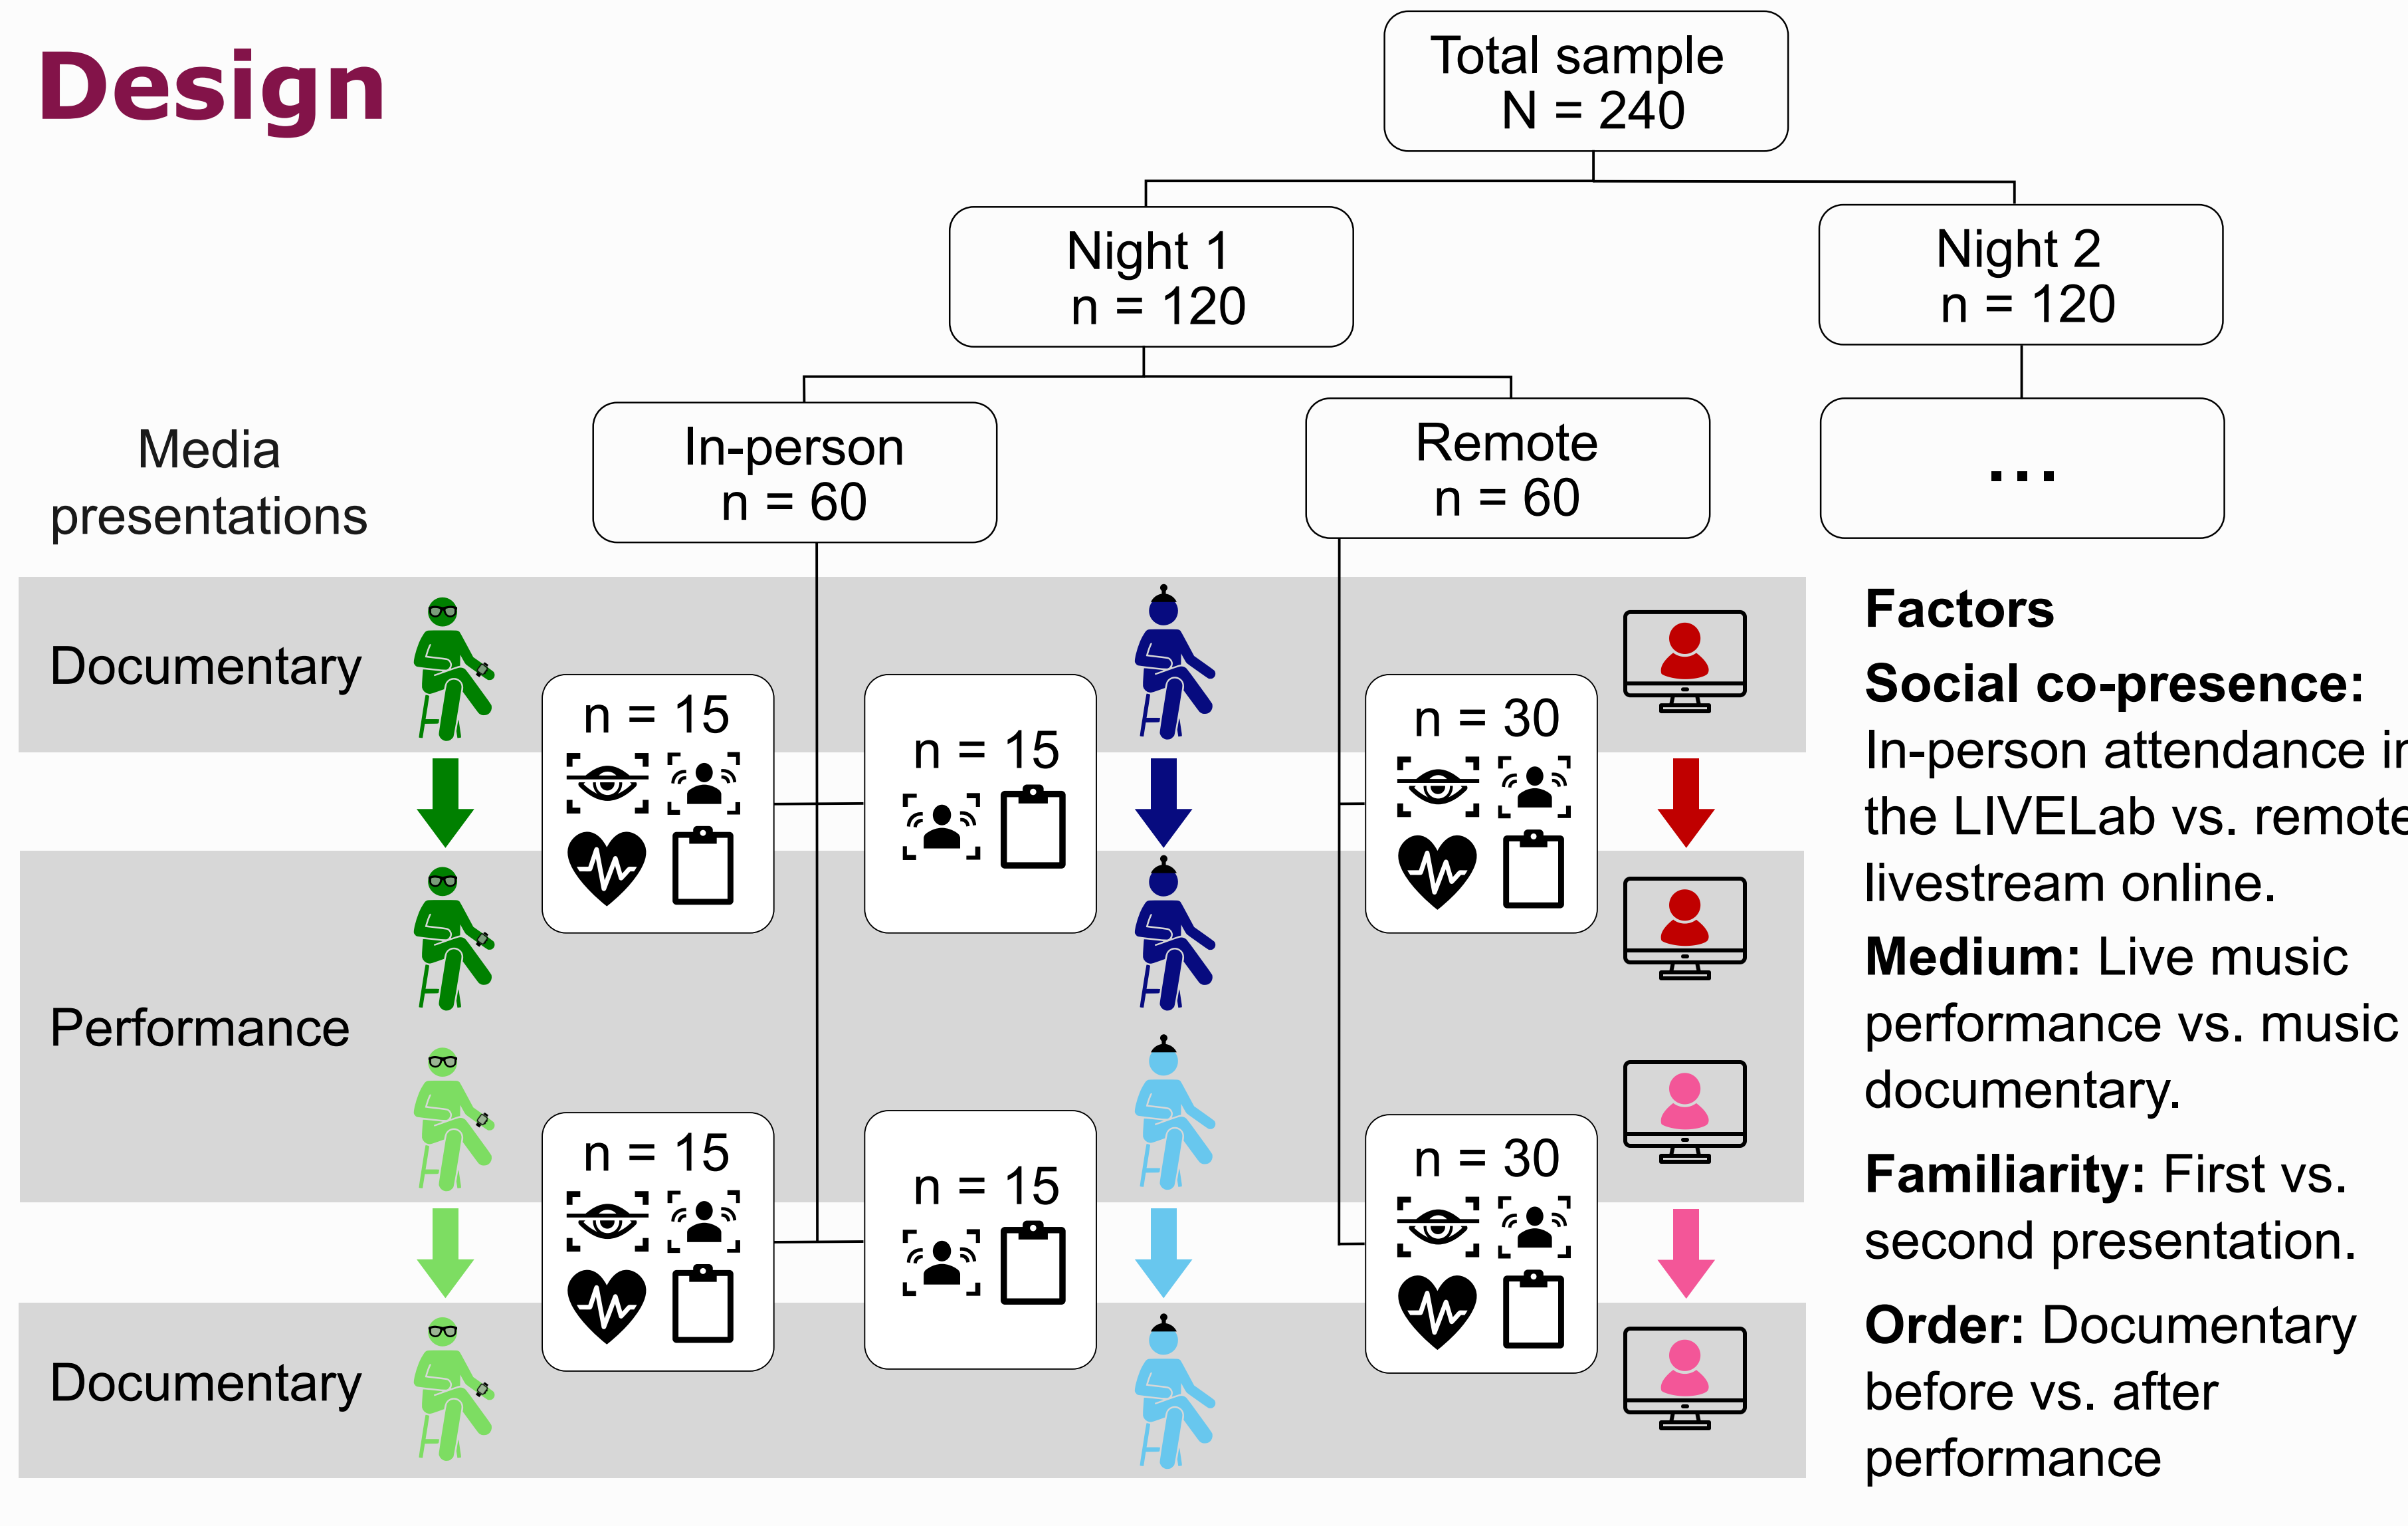 Design
Total sample
N = 240
Night 1
n = 120
Night 2
n = 120
Media
presentations
In-person
n = 60
Remote
n = 60
...
Documentary
n = 15
n = 15
n = 30
Performance
n = 15
n = 15
n = 30
Documentary
Factors
Social co-presence:
In-person attendance in
the LIVELab vs. remote
livestream online.
Medium: Live music
performance vs. music
documentary.
Familiarity: First vs.
second presentation.
Order: Documentary
before vs. after
performance